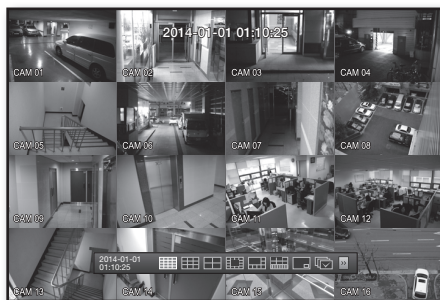 2014-01-01 01:10:25
CAM 01
CAM 02
CAM 03
CAM 04
CAM 05
CAM 06
CAM 07
CAM 08
CAM 09
CAM 10
CAM 11
CAM 12
2014-01-01
01:10:25
CAM 13
CAM 14
CAM 15
CAM 16